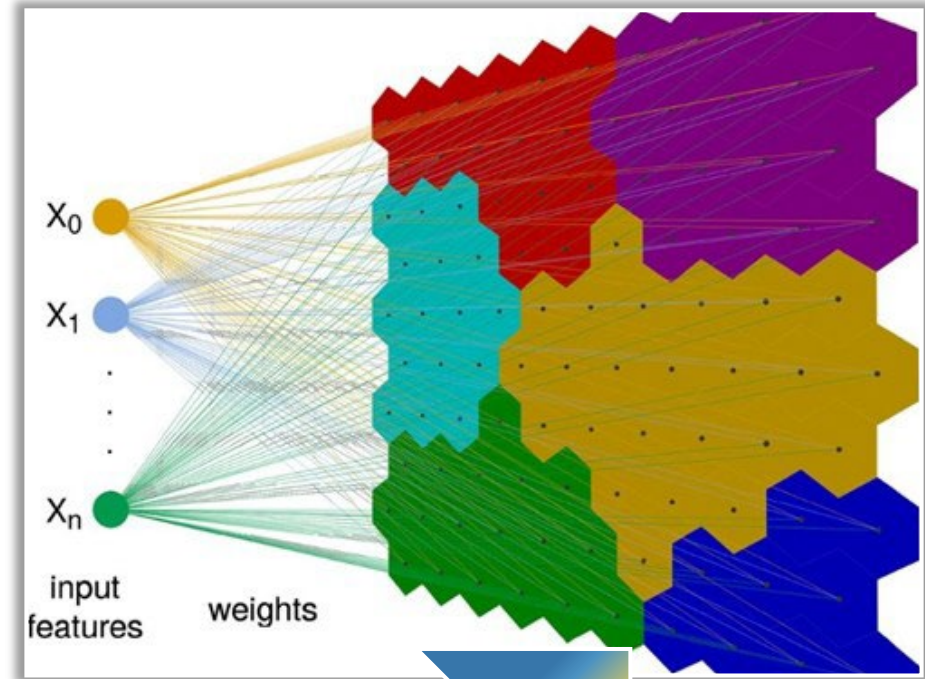 X₀
X₁
Xₙ
input
features
weights